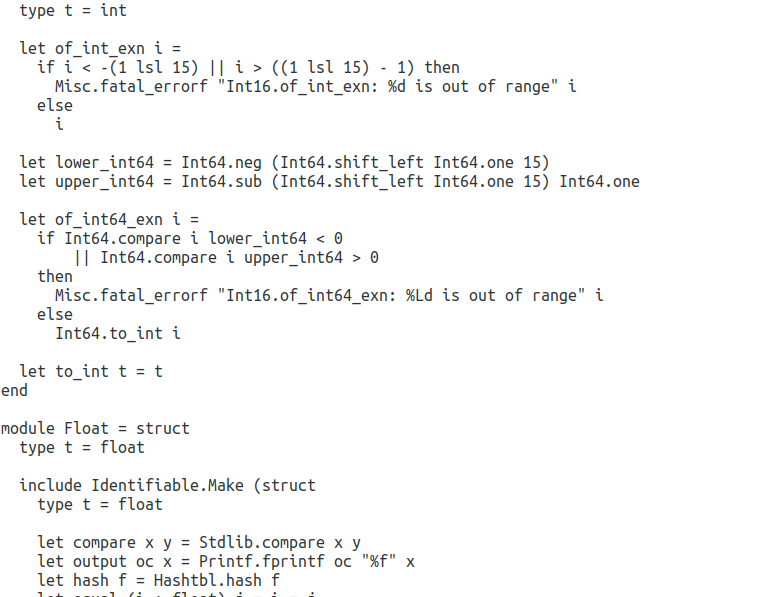 type t = int

  let of_int_exn i =
    if i < -(1 lsl 15) || i > ((1 lsl 15) - 1) then
      Misc.fatal_errorf "Int16.of_int_exn: %d is out of range" i
    else
      i

  let lower_int64 = Int64.neg (Int64.shift_left Int64.one 15)
  let upper_int64 = Int64.sub (Int64.shift_left Int64.one 15) Int64.one

  let of_int64_exn i =
    if Int64.compare i lower_int64 < 0
        || Int64.compare i upper_int64 > 0
    then
      Misc.fatal_errorf "Int16.of_int64_exn: %Ld is out of range" i
    else
      Int64.to_int i

  let to_int t = t
end

module Float = struct
  type t = float

  include Identifiable.Make (struct
    type t = float

    let compare x y = Stdlib.compare x y
    let output oc x = Printf.fprintf oc "%f" x
    let hash f = Hashtbl.hash f